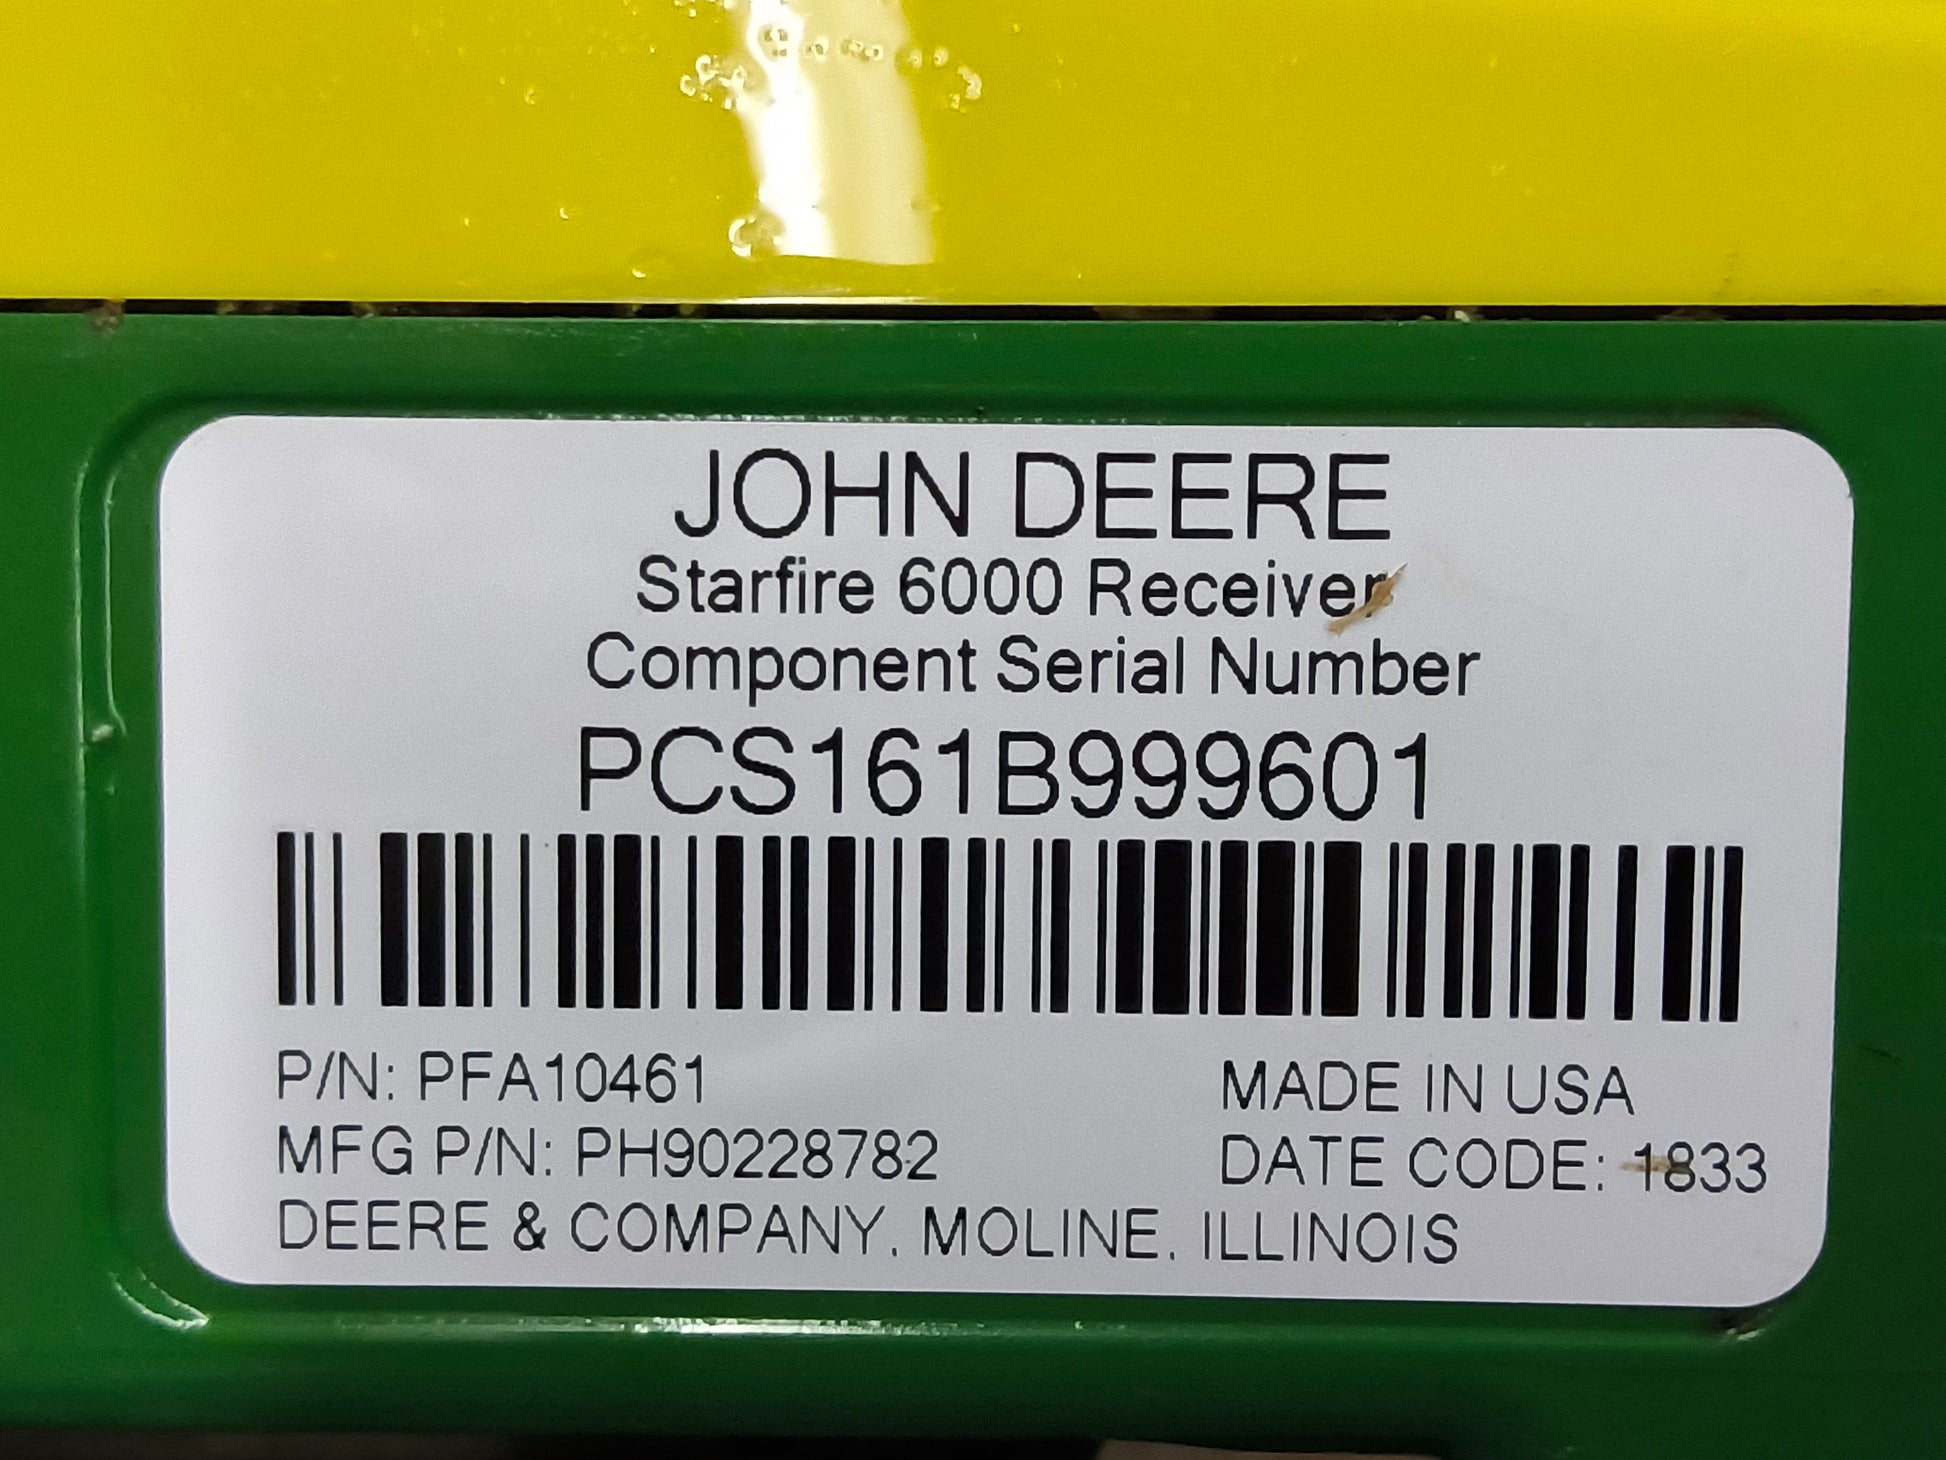 JOHN DEERE
Starfire 6000 Receiver
Component Serial Number
PCS161B999601
P/N: PFA10461
MADE IN USA
MFG P/N: PH90228782
DATE CODE: 1833
DEERE & COMPANY, MOLINE, ILLINOIS